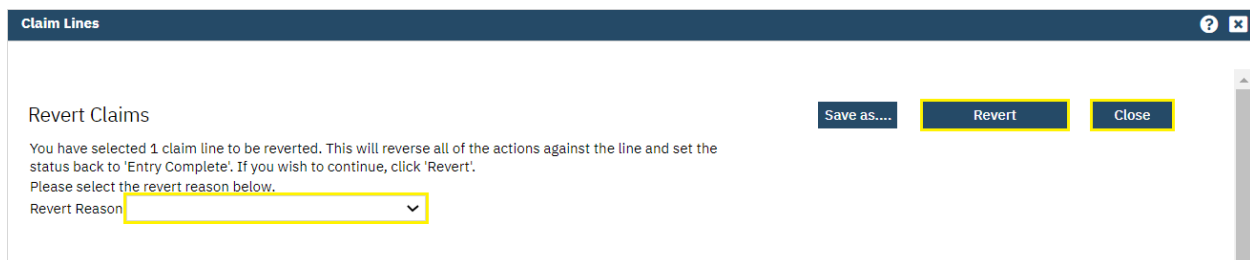 Claim Lines
Revert Claims
Save as....
Revert
Close
You have selected 1 claim line to be reverted. This will reverse all of the actions against the line and set the
status back to 'Entry Complete'. If you wish to continue, click 'Revert'.
Please select the revert reason below.
Revert Reason